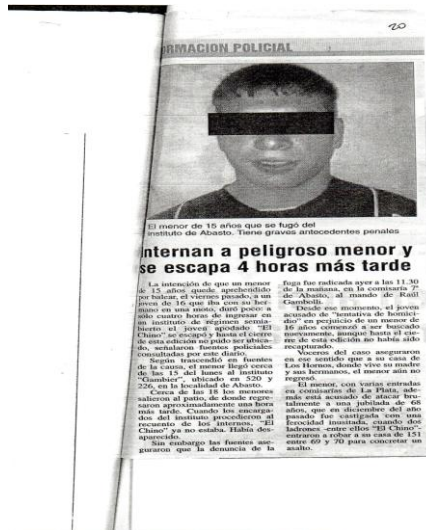 20
RMACION POLICIAL
El menor de 15 años que se fugó del
Instituto de Abasto. Tiene graves antecedentes penales
Internan a peligroso menor y
se escapa 4 horas más tarde
La intención de que un menor
de 15 años quede, aprehendido
por balear, el viernes pasado, a un
joven de 16 que iba con su her-
mano en una moto, duró poco: a
sólo cuatro horas de ingresar en
un instituto de régimen semia-
bierto el joven apodado "El
Chino" se escapó y hasta el cierre
de esta edición no pudo ser ubica-
do, señalaron fuentes policiales
consultadas por este diario.
Según trascendió en fuentes
de la causa, el menor llegó cerca
de las 15 del lunes al instituto
"Gambier", ubicado en 520 y
226, en la localidad de Abasto.
Cerca de las 18 los menores
salieron al patio, de donde regre-
saron aproximadamente una hora
más tarde. Cuando los encarga-
dos del instituto procedieron al
recuento de los internos, "El
Chino" ya no estaba. Había des-
aparecido.
Sin embargo las fuentes ase-
guraron que la denuncia de la
fuga fue radicada ayer a las 11.30
de la mañana, en la comisaría 7ª
de Abasto, al mando de Raúl
Gambolli.
Desde ese momento, el joven
acusado de "tentativa de homici-
dio" en perjuicio de un menor de
16 años comenzó a ser buscado
nuevamente, aunque hasta el cie-
rre de esta edición no había sido
recapturado.
Voceros del caso aseguraron
en ese sentido que a su casa de
Los Hornos, donde vive su madre
y sus hermanos, el menor aún no
regresó.
El menor, con varias entradas
en comisarías de La Plata, ade-
más está acusado de atacar bru-
talmente a una jubilada de 68
años, que en diciembre del año
pasado fue castigada con una
ferocidad inusitada, cuando dos
ladrones -entre ellos "El Chino"-
entraron a robar a su casa de 151
entre 69 y 70 para concretar un
asalto.